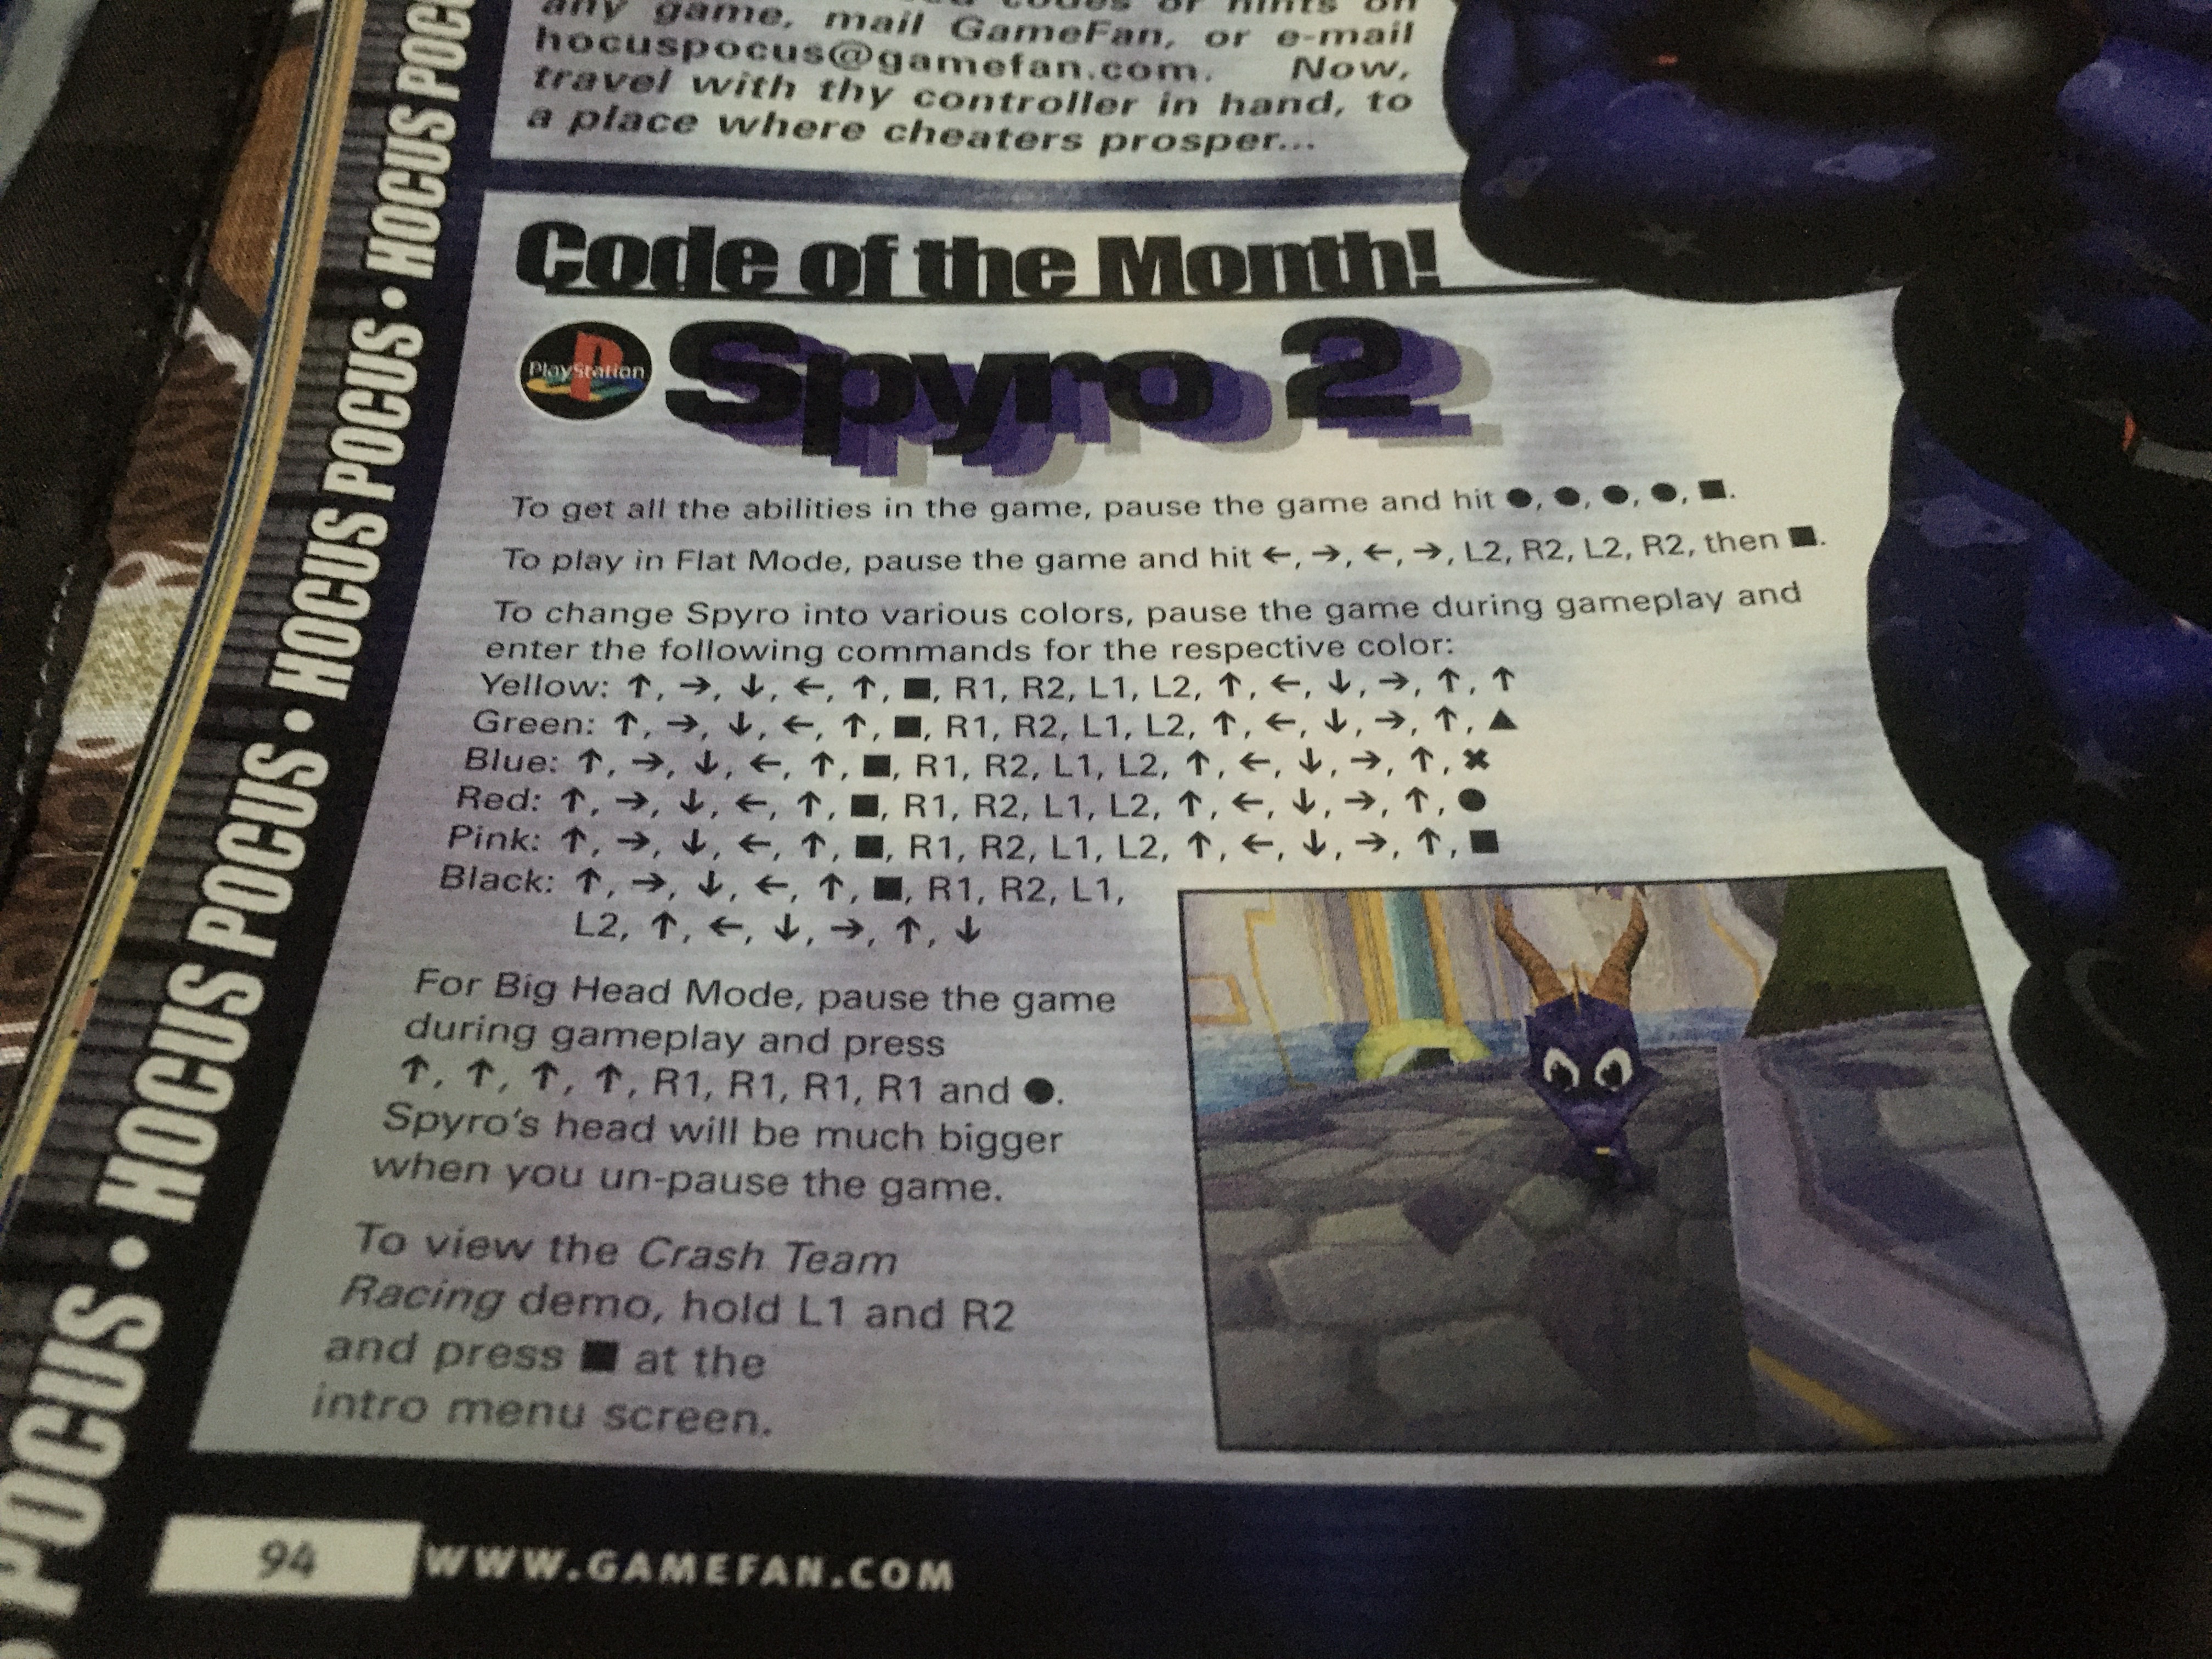 codes or hints on
any game, mail GameFan, or e-mail
hocuspocus@gamefan.com. Now,
travel with thy controller in hand, to
a place where cheaters prosper...
Code of the Month!
PlayStation
Spyro 2
To get all the abilities in the game, pause the game and hit ●, ●, ●, ●, ■.
To play in Flat Mode, pause the game and hit ←, →, ←, →, L2, R2, L2, R2, then ■.
To change Spyro into various colors, pause the game during gameplay and
enter the following commands for the respective color:
Yellow: ↑, →, ↓, ←, ↑, ■, R1, R2, L1, L2, ↑, ←, ↓, →, ↑, ↑
Green: ↑, →, ↓, ←, ↑, ■, R1, R2, L1, L2, ↑, ←, ↓, →, ↑, ▲
Blue: ↑, →, ↓, ←, ↑, ■, R1, R2, L1, L2, ↑, ←, ↓, →, ↑, ✖
Red: ↑, →, ↓, ←, ↑, ■, R1, R2, L1, L2, ↑, ←, ↓, →, ↑, ●
Pink: ↑, →, ↓, ←, ↑, ■, R1, R2, L1, L2, ↑, ←, ↓, →, ↑, ■
Black: ↑, →, ↓, ←, ↑, ■, R1, R2, L1,
L2, ↑, ←, ↓, →, ↑, ↓
For Big Head Mode, pause the game
during gameplay and press
↑, ↑, ↑, ↑, R1, R1, R1, R1 and ●.
Spyro's head will be much bigger
when you un-pause the game.
To view the Crash Team
Racing demo, hold L1 and R2
and press ■ at the
intro menu screen.
94
WWW.GAMEFAN.COM
POCUS • HOCUS POCUS • HOCUS POCUS • HOCUS POCU